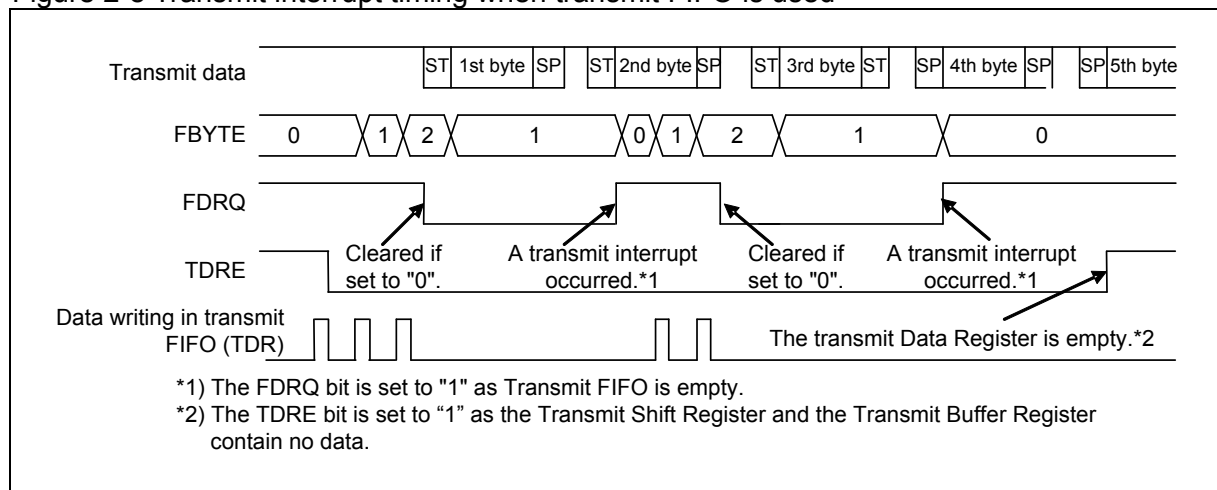 Figure 2-3 Transmit interrupt timing when transmit FIFO is used
Transmit data ST 1st byte SP ST 2nd byte SP ST 3rd byte ST SP 4th byte SP SP 5th byte
FBYTE 0 1 2 1 0 1 2 1 0
FDRQ
Cleared if set to "0".
A transmit interrupt occurred.*1
Cleared if set to "0".
A transmit interrupt occurred.*1
TDRE
Data writing in transmit
FIFO (TDR)
The transmit Data Register is empty.*2
*1) The FDRQ bit is set to "1" as Transmit FIFO is empty.
*2) The TDRE bit is set to “1” as the Transmit Shift Register and the Transmit Buffer Register
contain no data.